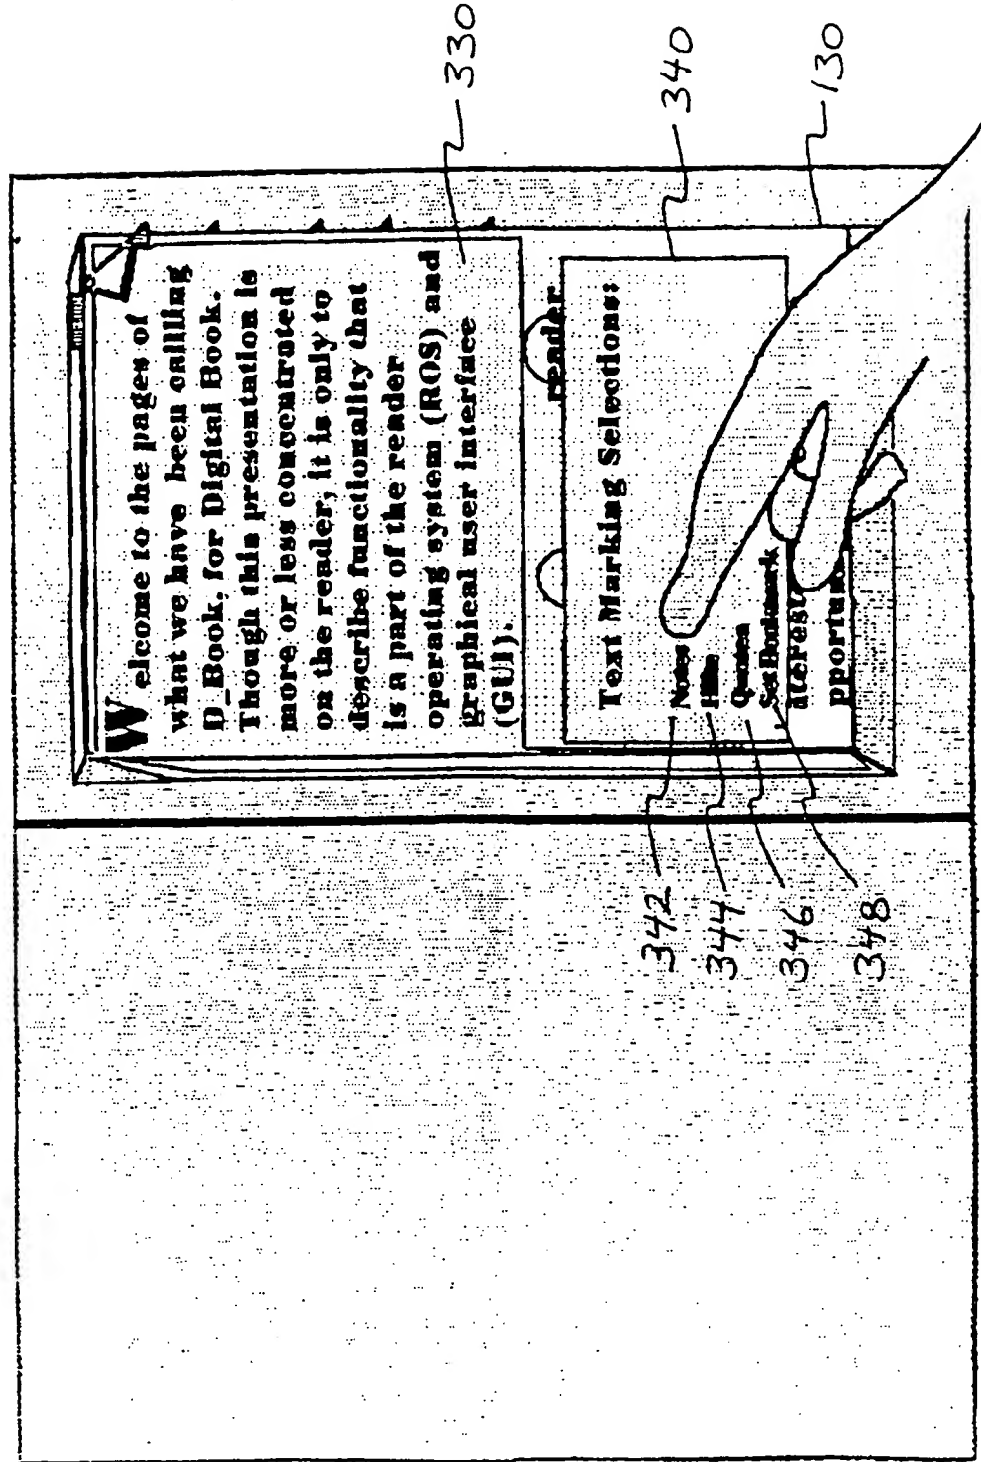 Welcome to the pages of
what we have been calling
D_Book, for Digital Book.
Though this presentation is
more or less concentrated
on the reader, it is only to
describe functionality that
is a part of the reader
operating system (ROS) and
graphical user interface
(GUI).
reader
Text Marking Selections:
Notes
Quotes
Set Bookmark
nterest
pportun
330
340
130
342
344
346
348